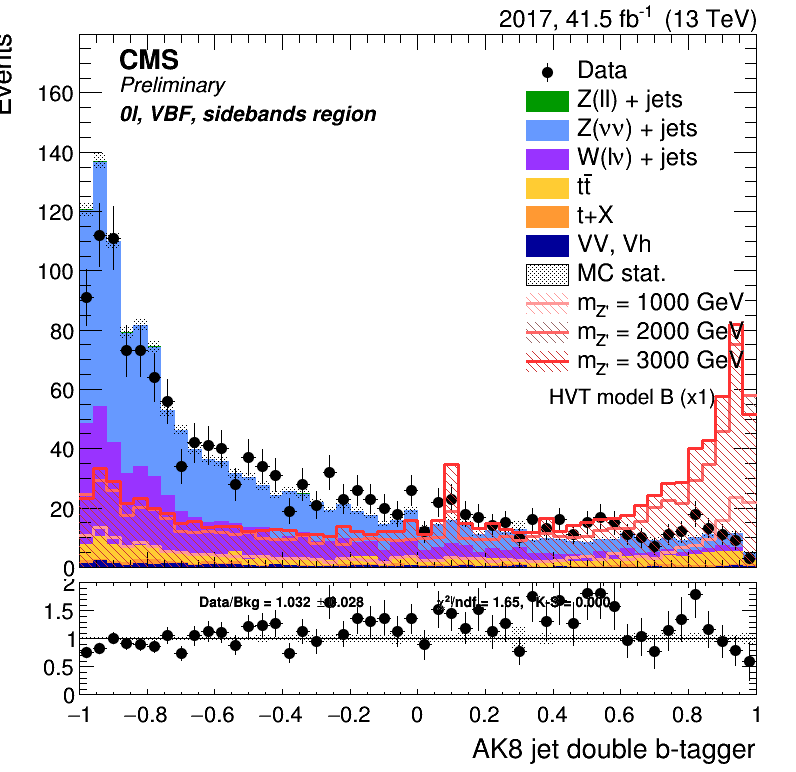 2017, 41.5 fb⁻¹ (13 TeV)
Events
CMS
Preliminary
0l, VBF, sidebands region
Data
Z(ll) + jets
Z(νν) + jets
W(lν) + jets
tt̄
t+X
VV, Vh
MC stat.
m_Z' = 1000 GeV
m_Z' = 2000 GeV
m_Z' = 3000 GeV
HVT model B (x1)
160
140
120
100
80
60
40
20
0
Data/Bkg = 1.032 ± 0.028
χ²/ndf = 1.65, K-S = 0.000
2
1.5
1
0.5
0
−1 −0.8 −0.6 −0.4 −0.2 0 0.2 0.4 0.6 0.8 1
AK8 jet double b-tagger